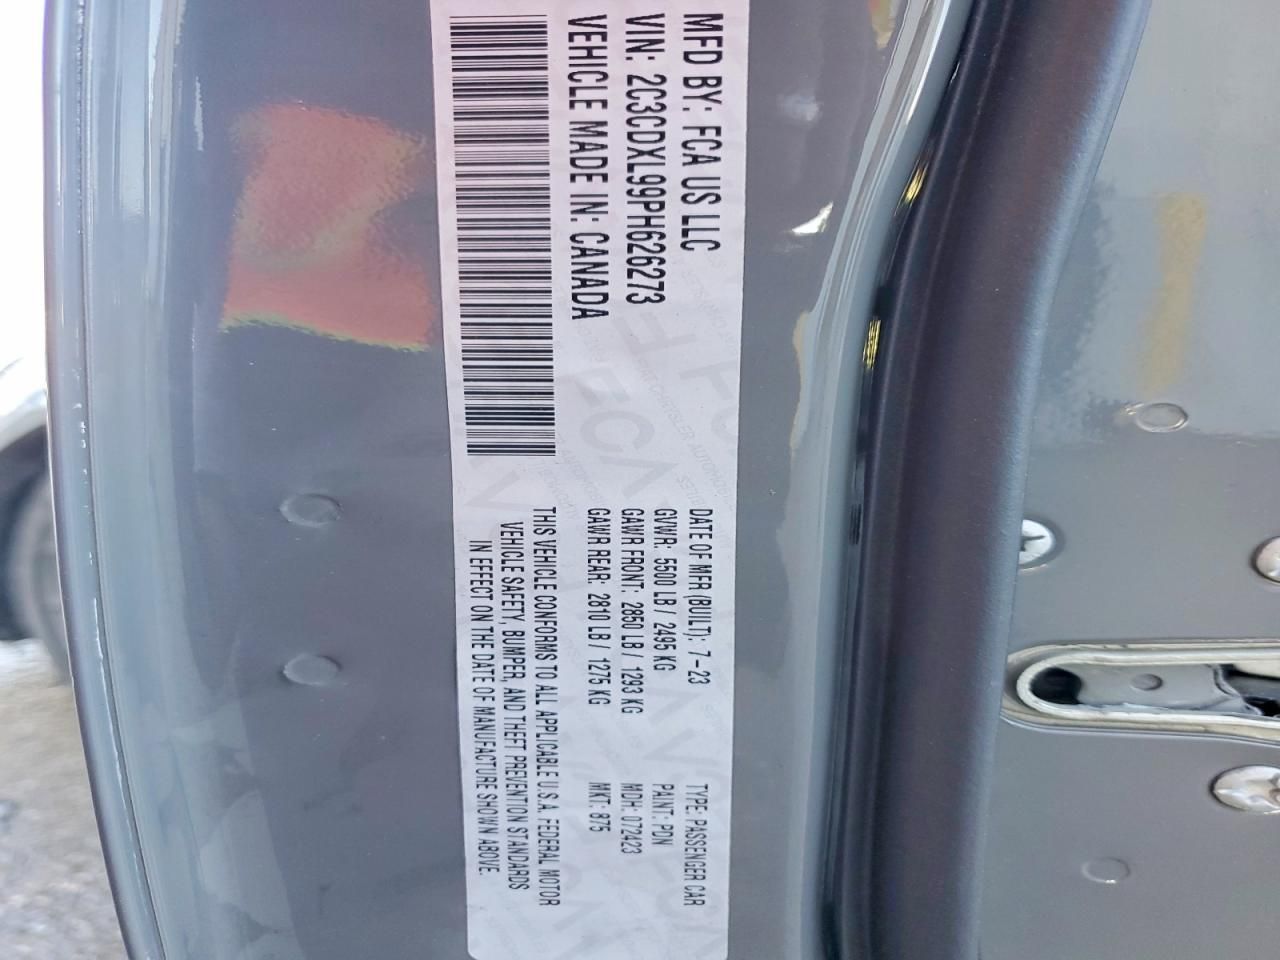 MFD BY: FCA US LLC
VIN: 2C3CDXL99PH626273
VEHICLE MADE IN: CANADA
DATE OF MFR (BUILT): 7-23
GVWR: 5500 LB / 2495 KG
GAWR FRONT: 2850 LB / 1293 KG
GAWR REAR: 2810 LB / 1275 KG
TYPE: PASSENGER CAR
PAINT: PDN
MDH: 072423
MKT: 875
THIS VEHICLE CONFORMS TO ALL APPLICABLE U.S.A. FEDERAL MOTOR
VEHICLE SAFETY, BUMPER, AND THEFT PREVENTION STANDARDS
IN EFFECT ON THE DATE OF MANUFACTURE SHOWN ABOVE.
FCA